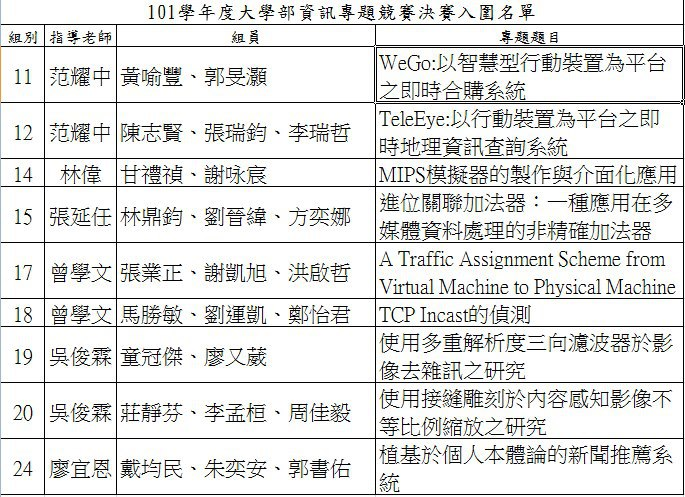 101學年度大學部資訊專題競賽決賽入圍名單
組別 指導老師 組員 專題題目
11 范耀中 黃喻豐、郭旻灝 WeGo:以智慧型行動裝置為平台
之即時合購系統
12 范耀中 陳志賢、張瑞鈞、李瑞哲 TeleEye:以行動裝置為平台之即
時地理資訊查詢系統
14 林偉 甘禮禎、謝咏宸 MIPS模擬器的製作與介面化應用
15 張延任 林鼎鈞、劉晉緯、方奕娜 進位關聯加法器：一種應用在多
媒體資料處理的非精確加法器
17 曾學文 張業正、謝凱旭、洪啟哲 A Traffic Assignment Scheme from
Virtual Machine to Physical Machine
18 曾學文 馬勝敏、劉運凱、鄭怡君 TCP Incast的偵測
19 吳俊霖 童冠傑、廖又葳 使用多重解析度三向濾波器於影
像去雜訊之研究
20 吳俊霖 莊靜芬、李孟桓、周佳毅 使用接縫雕刻於內容感知影像不
等比例縮放之研究
24 廖宜恩 戴均民、朱奕安、郭書佑 植基於個人本體論的新聞推薦系
統